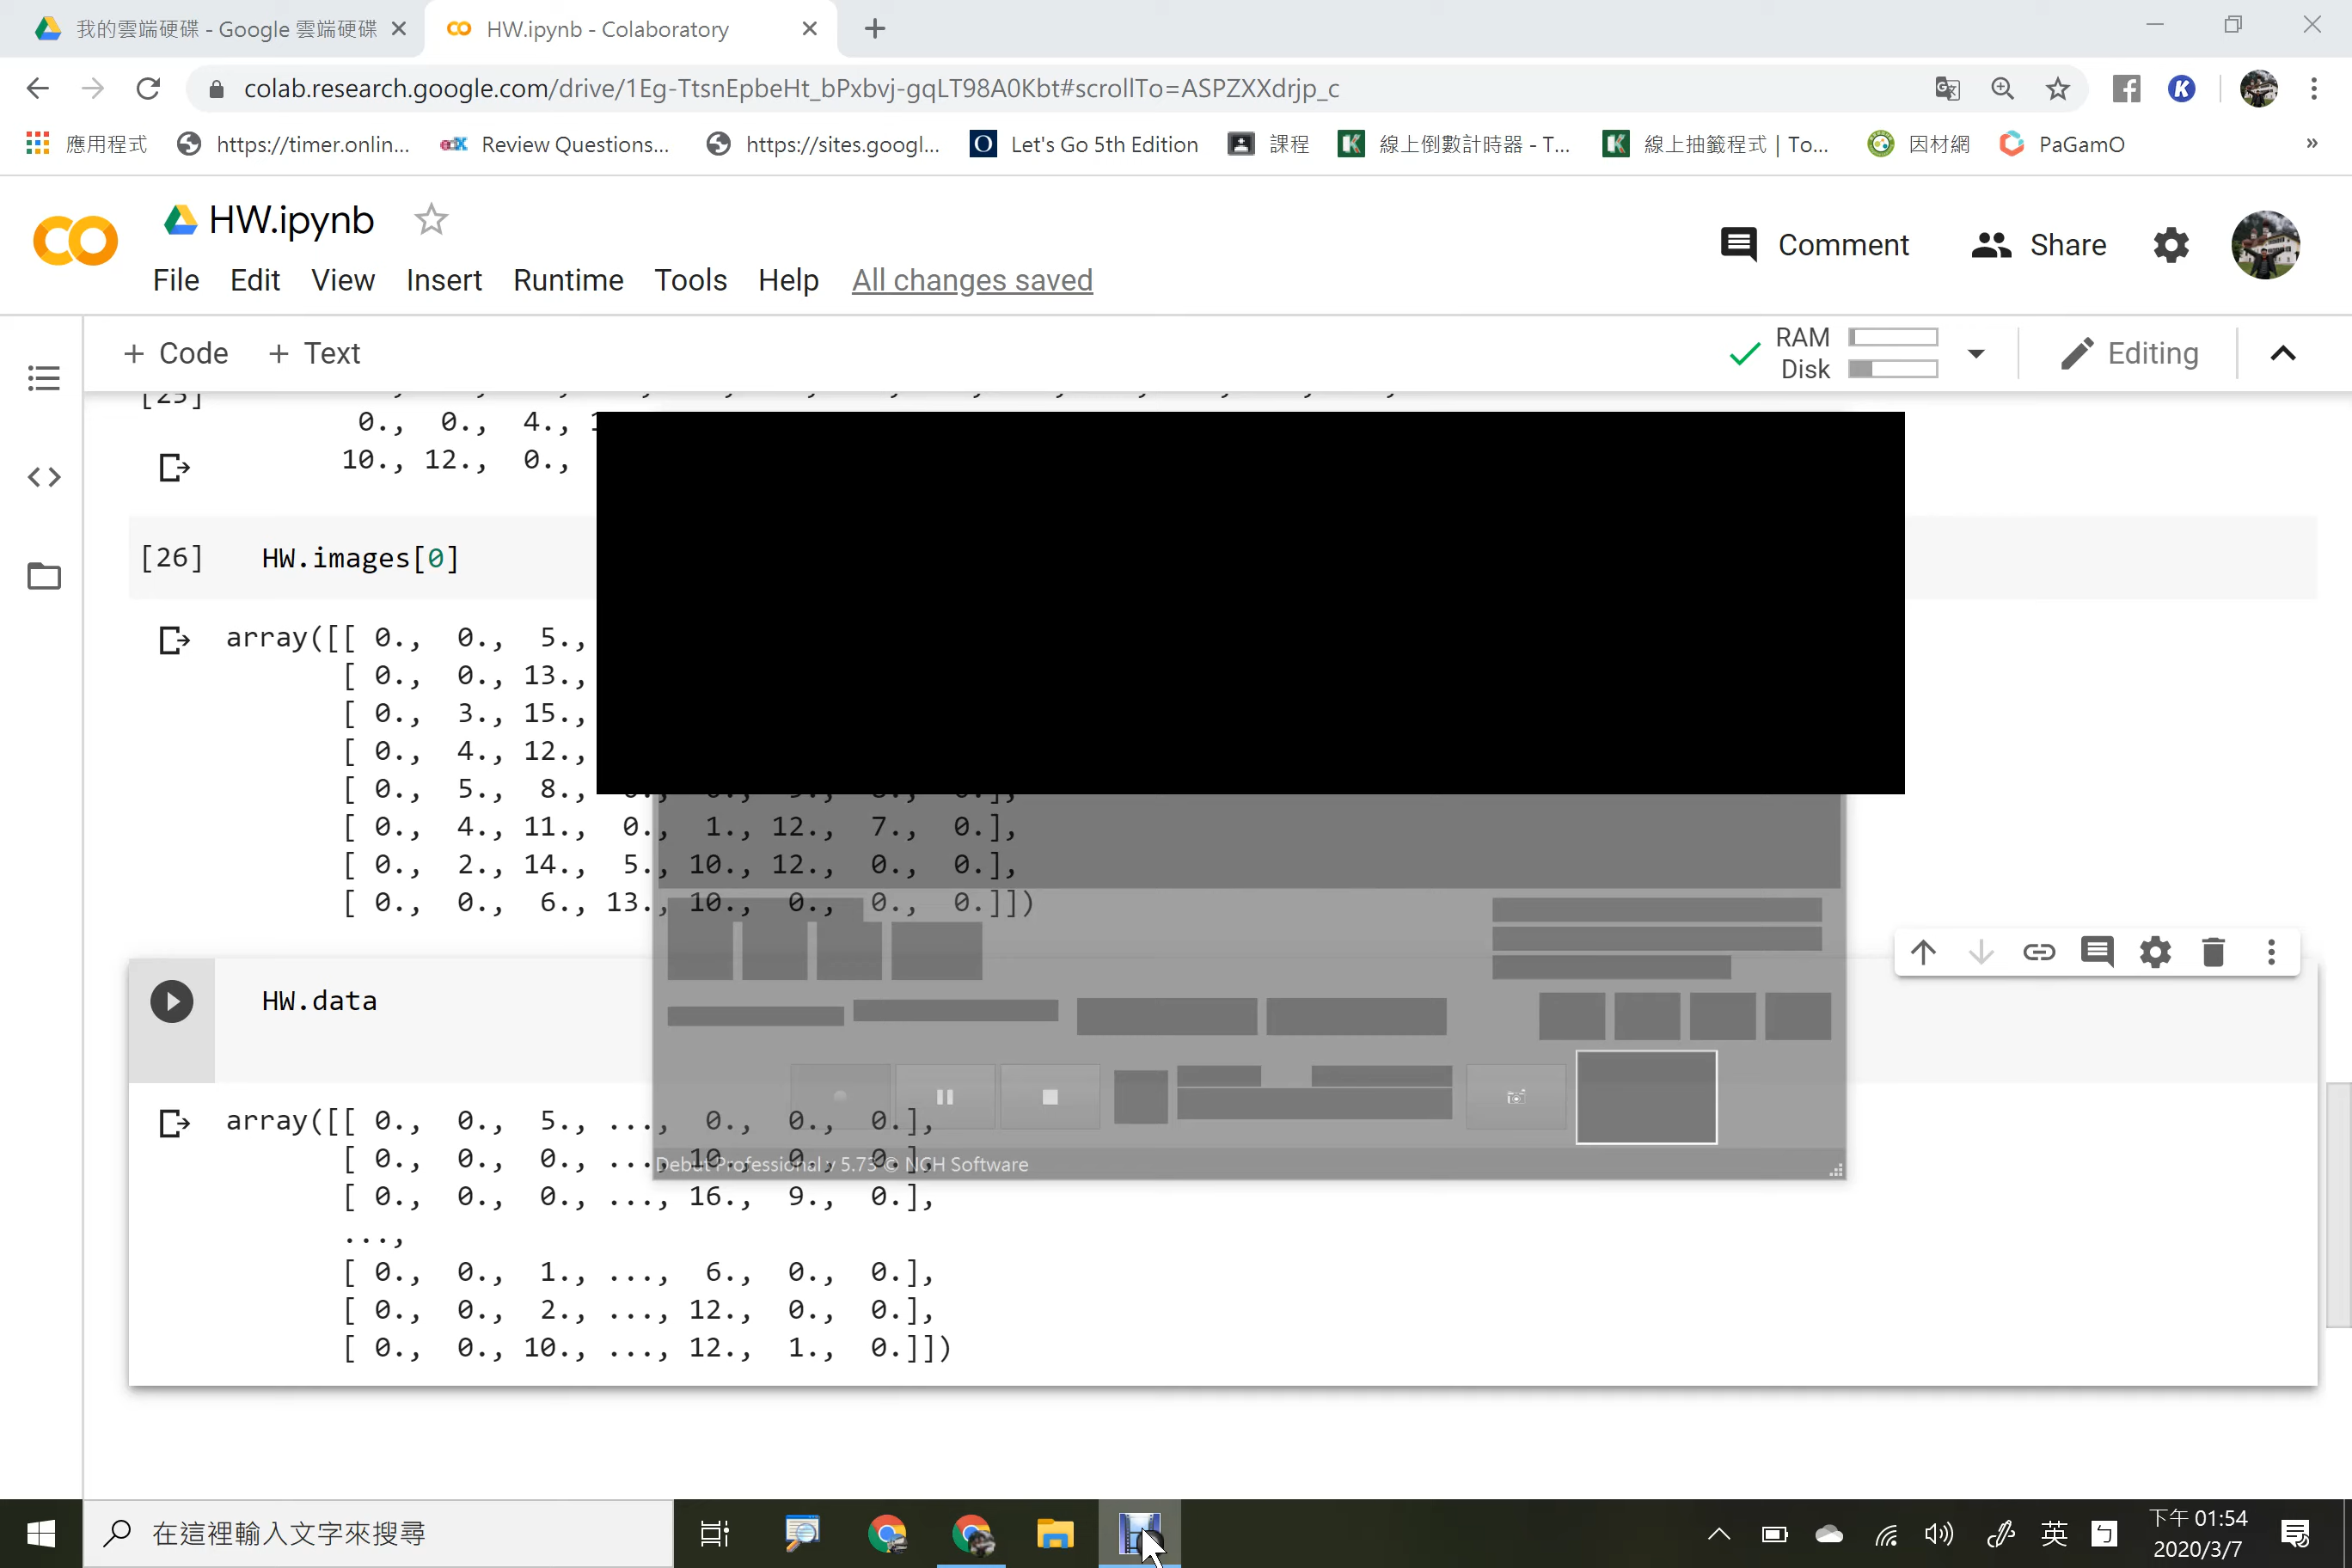 我的雲端硬碟 - Google 雲端硬碟
HW.ipynb - Colaboratory
colab.research.google.com/drive/1Eg-TtsnEpbeHt_bPxbvj-gqLT98A0Kbt#scrollTo=ASPZXXdrjp_c
應用程式
https://timer.onlin...
edX
Review Questions...
https://sites.googl...
Let's Go 5th Edition
課程
線上倒數計時器 - T...
線上抽籤程式 | To...
因材網
PaGamO
»
HW.ipynb
Comment
Share
File Edit View Insert Runtime Tools Help All changes saved
+ Code + Text
RAM
Disk
Editing
[25]
0., 0., 4.,
10., 12., 0.,
[26] HW.images[0]
array([[ 0., 0., 5.,
[ 0., 0., 13.,
[ 0., 3., 15.,
[ 0., 4., 12.,
[ 0., 5., 8.,
[ 0., 4., 11., 0., 1., 12., 7., 0.],
[ 0., 2., 14., 5., 10., 12., 0., 0.],
[ 0., 0., 6., 13., 10., 0., 0., 0.]])
HW.data
array([[ 0., 0., 5., ..., 0., 0., 0.],
[ 0., 0., 0., ..., 10., 0., 0.],
Debut Professional v 5.73 © NCH Software
[ 0., 0., 0., ..., 16., 9., 0.],
...,
[ 0., 0., 1., ..., 6., 0., 0.],
[ 0., 0., 2., ..., 12., 0., 0.],
[ 0., 0., 10., ..., 12., 1., 0.]])
在這裡輸入文字來搜尋
英
ㄅ
下午 01:54
2020/3/7